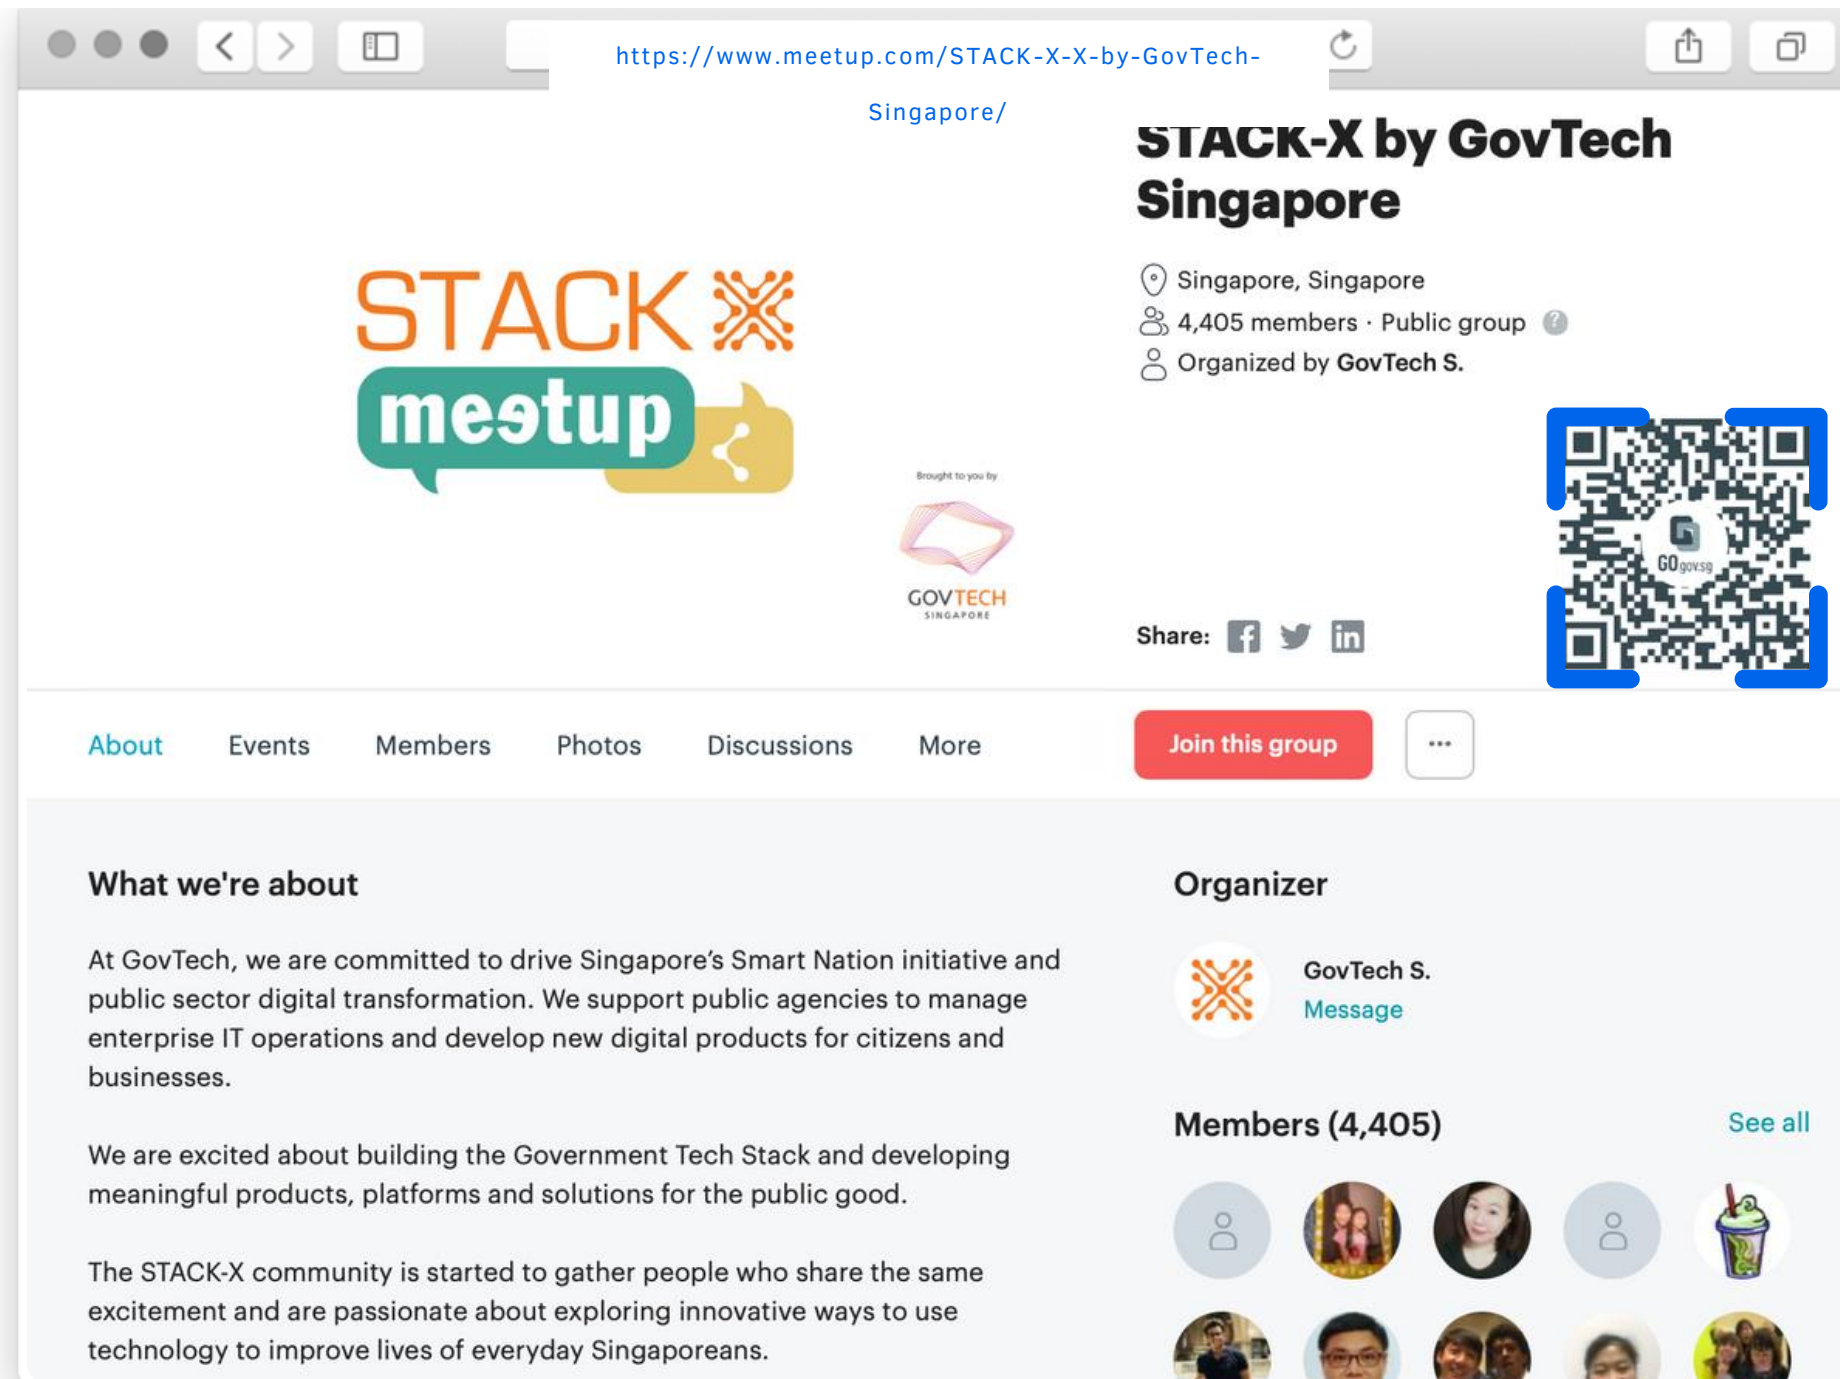 https://www.meetup.com/STACK-X-X-by-GovTech-
Singapore/
STACK-X by GovTech
Singapore
STACK X
meetup
Brought to you by
GOVTECH
SINGAPORE
Singapore, Singapore
4,405 members · Public group ?
Organized by GovTech S.
GO gov.sg
Share:
About Events Members Photos Discussions More
Join this group ...
What we're about
At GovTech, we are committed to drive Singapore's Smart Nation initiative and
public sector digital transformation. We support public agencies to manage
enterprise IT operations and develop new digital products for citizens and
businesses.
We are excited about building the Government Tech Stack and developing
meaningful products, platforms and solutions for the public good.
The STACK-X community is started to gather people who share the same
excitement and are passionate about exploring innovative ways to use
technology to improve lives of everyday Singaporeans.
Organizer
GovTech S.
Message
Members (4,405) See all